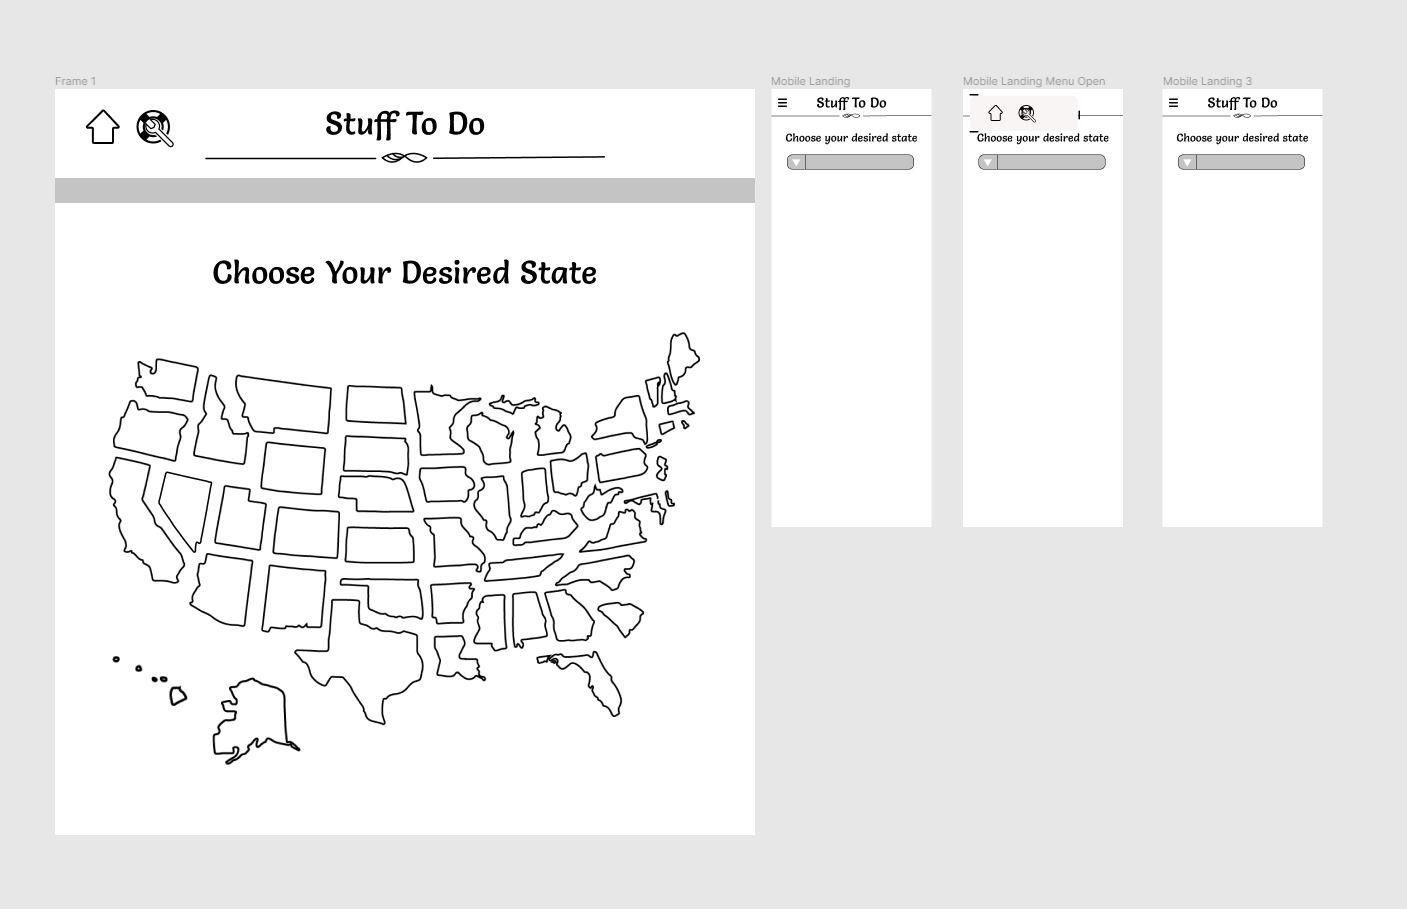 Frame 1
Stuff To Do
Choose Your Desired State
Mobile Landing
Stuff To Do
Choose your desired state
Mobile Landing Menu Open
Choose your desired state
Mobile Landing 3
Stuff To Do
Choose your desired state